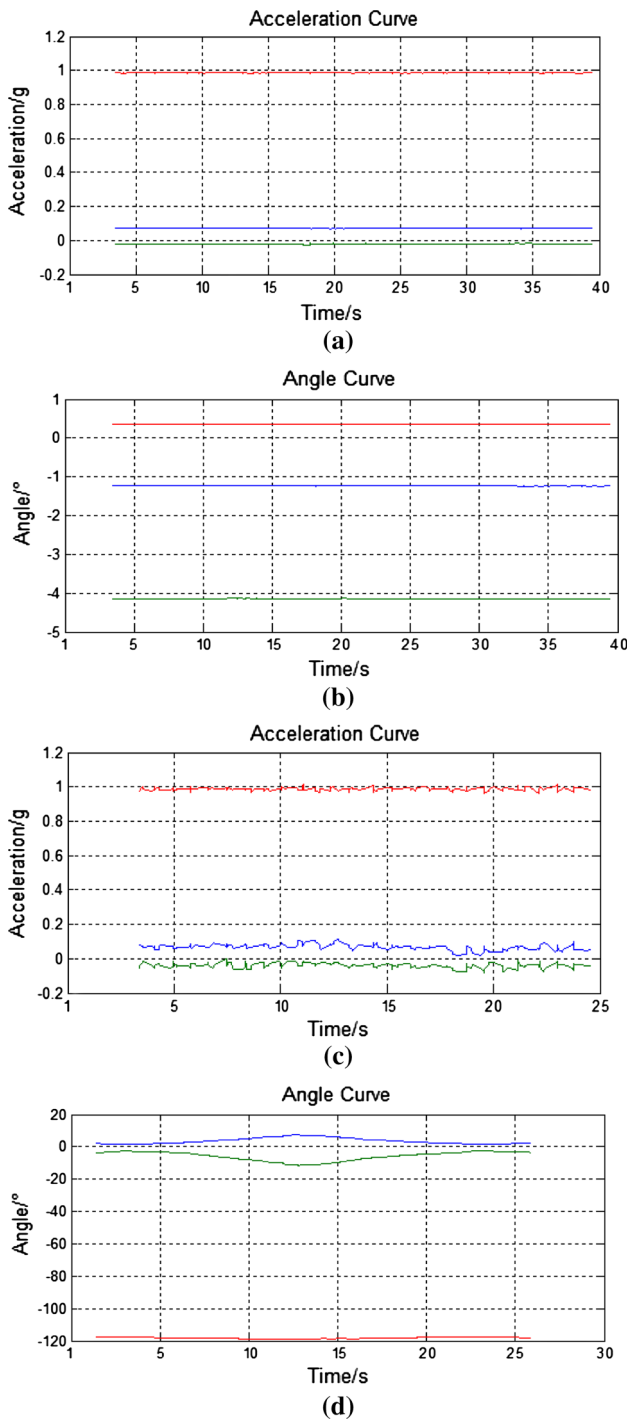 Acceleration Curve
1.2
1
0.8
0.6
0.4
0.2
0
-0.2
Acceleration/g
1 5 10 15 20 25 30 35 40
Time/s
(a)
Angle Curve
1
0
-1
-2
-3
-4
-5
Angle/°
1 5 10 15 20 25 30 35 40
Time/s
(b)
Acceleration Curve
1.2
1
0.8
0.6
0.4
0.2
0
-0.2
Acceleration/g
1 5 10 15 20 25
Time/s
(c)
Angle Curve
20
0
-20
-40
-60
-80
-100
-120
Angle/°
1 5 10 15 20 25 30
Time/s
(d)